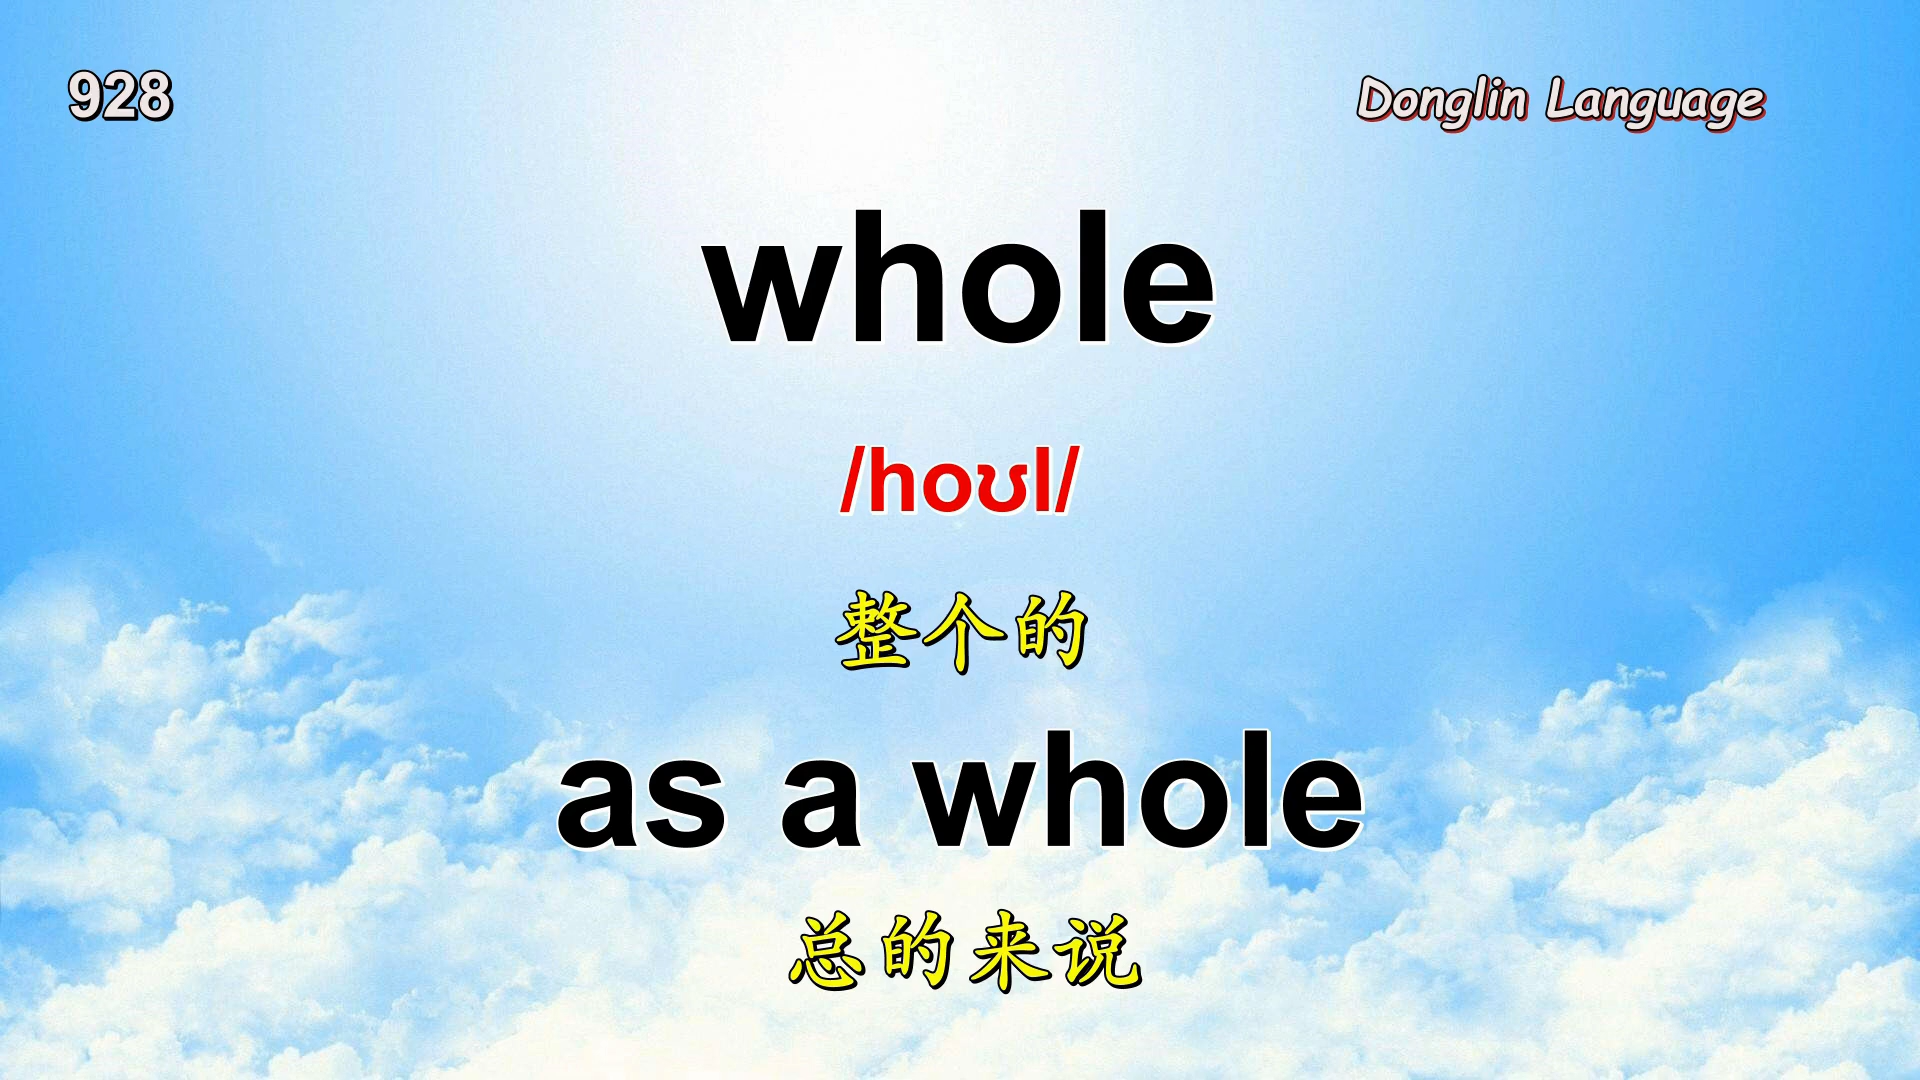 928
Donglin Language
whole
/hoʊl/
整个的
as a whole
总的来说